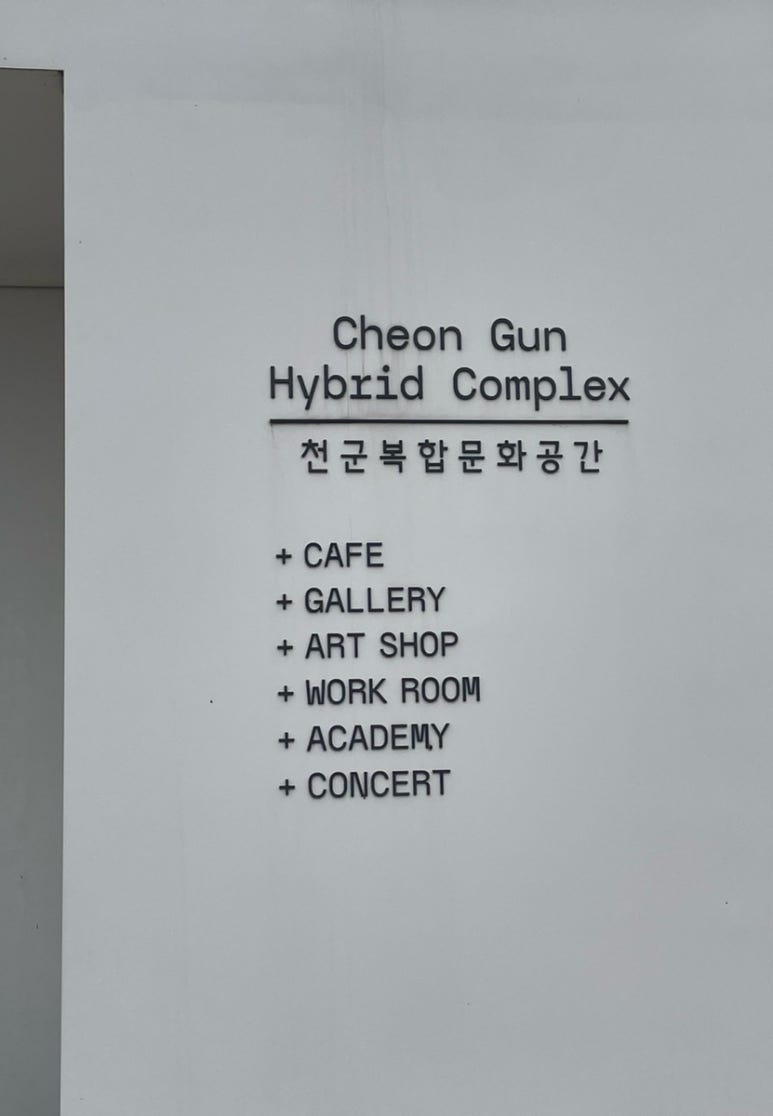 Cheon Gun
Hybrid Complex
천군복합문화공간
+ CAFE
+ GALLERY
+ ART SHOP
+ WORK ROOM
+ ACADEMY
+ CONCERT